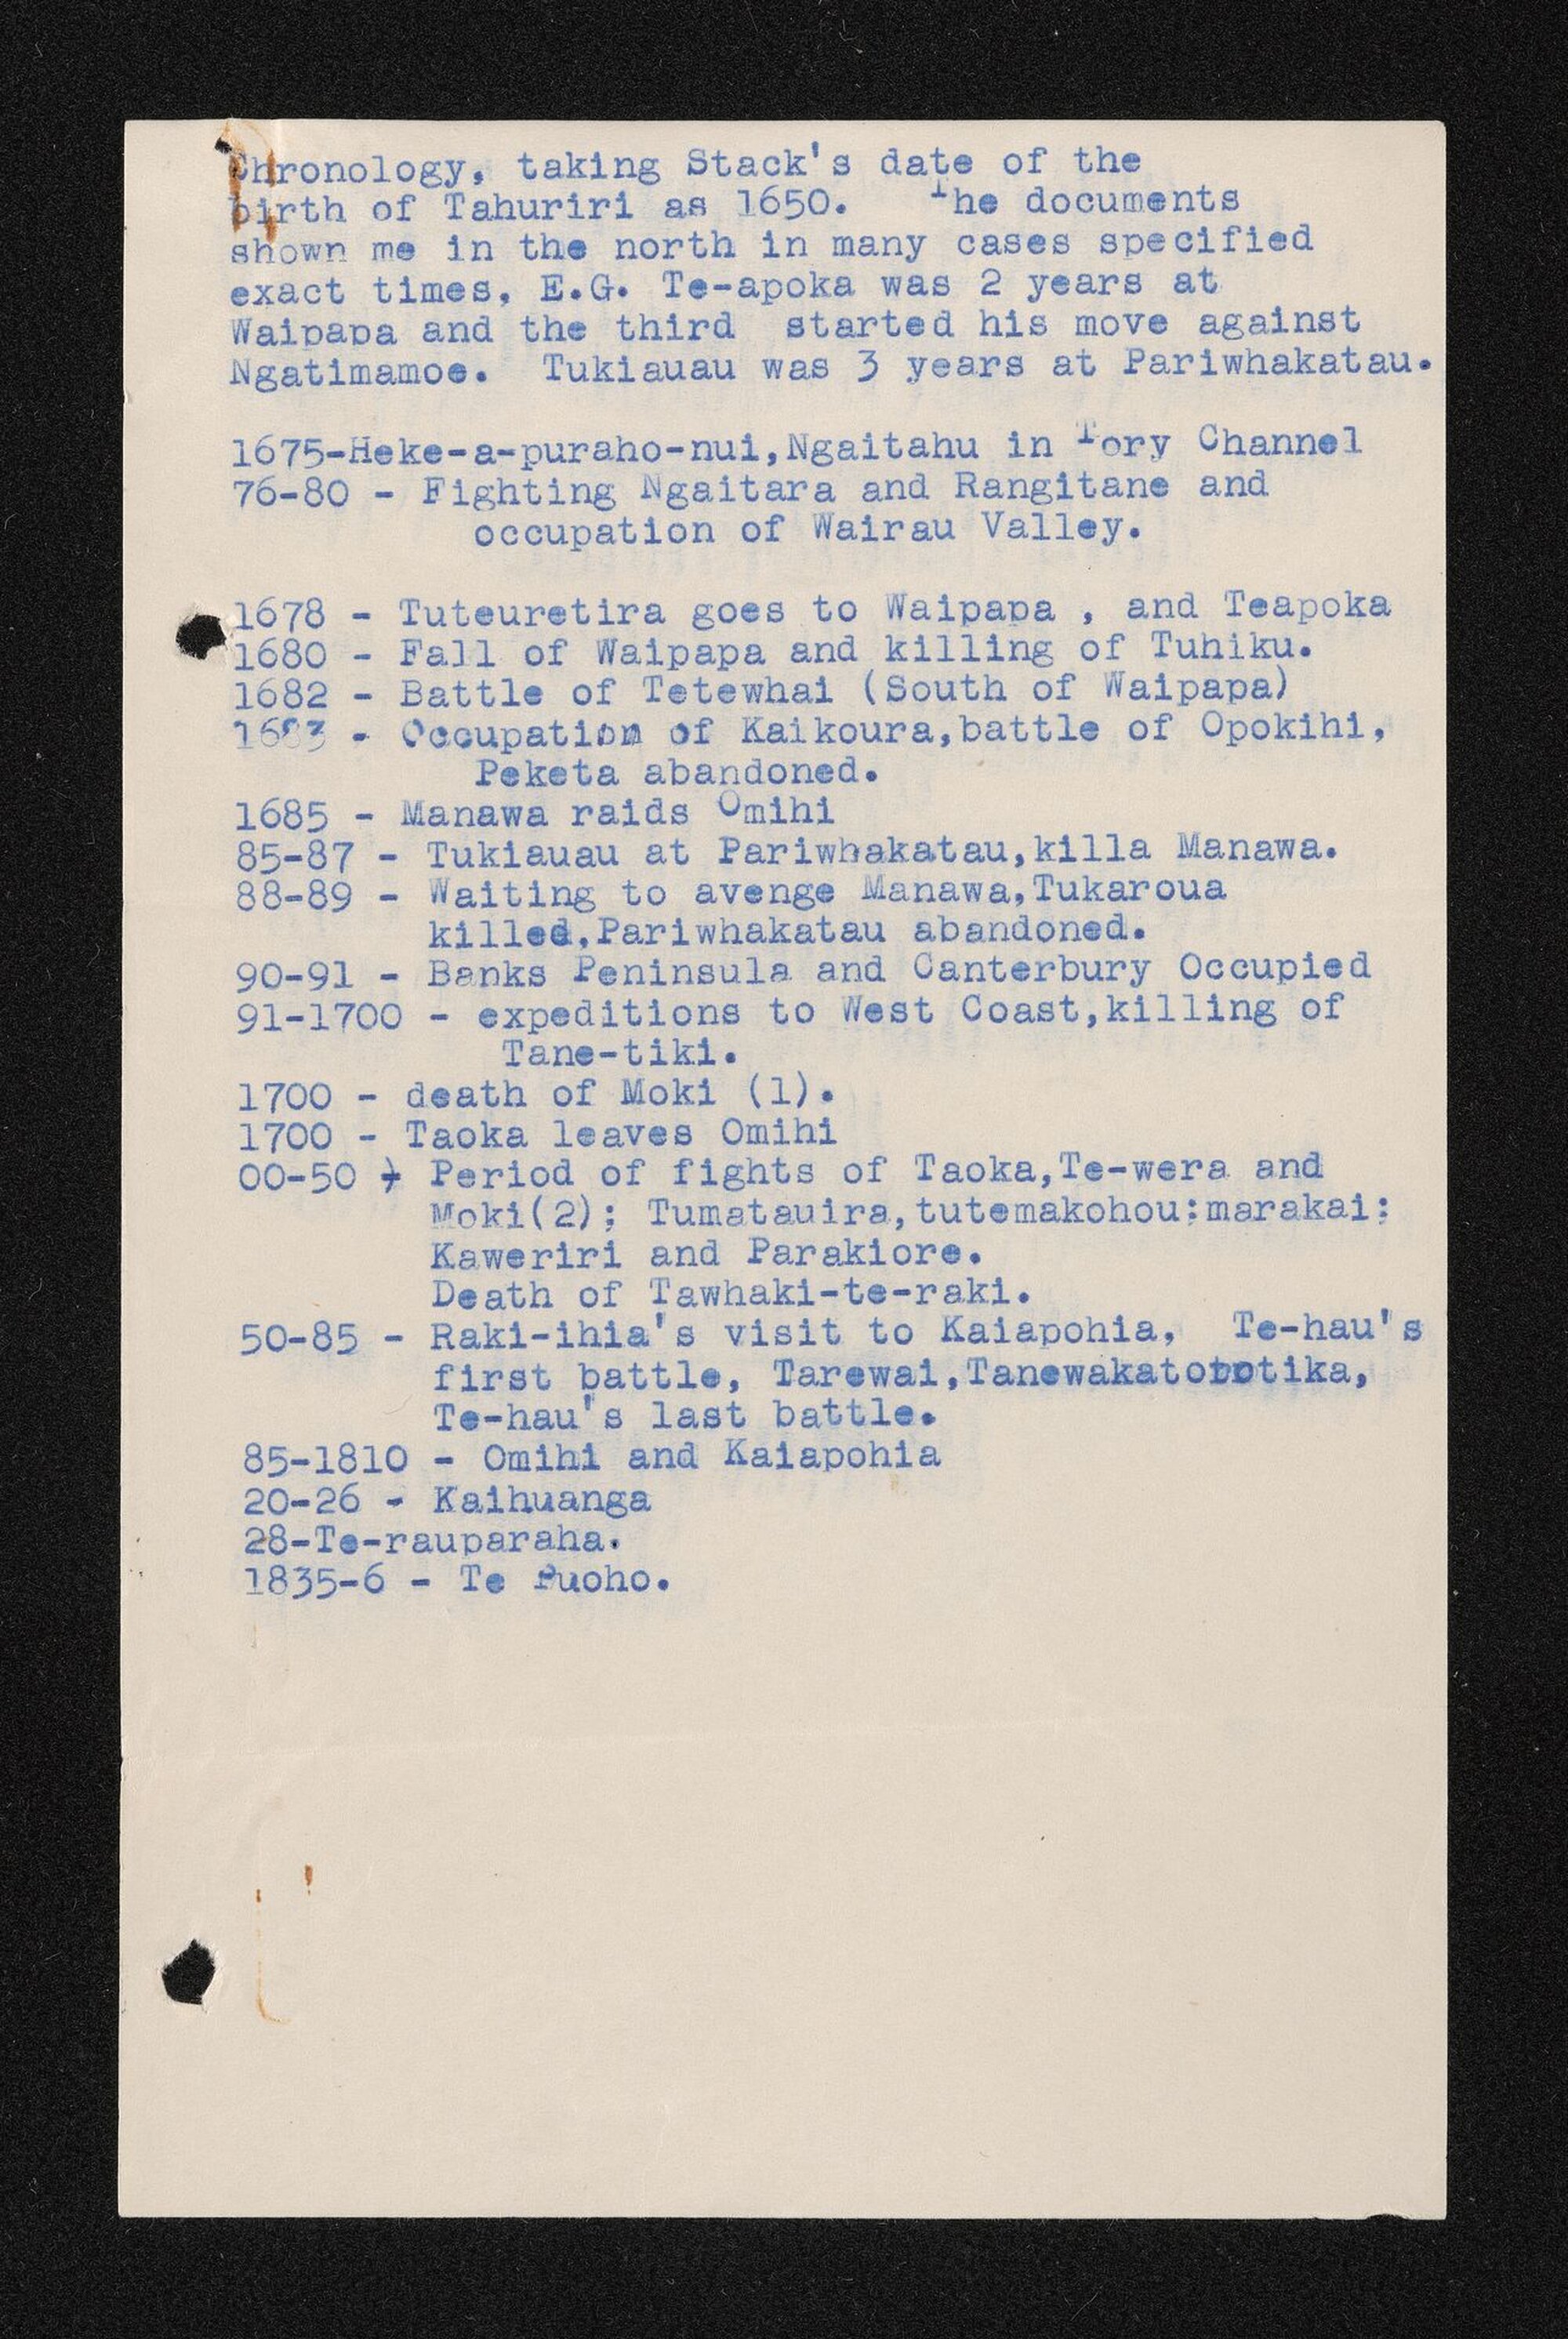 Chronology, taking Stack's date of the
birth of Tahuriri as 1650.   The documents
shown me in the north in many cases specified
exact times, E.G. Te-apoka was 2 years at
Waipapa and the third  started his move against
Ngatimamoe.  Tukiauau was 3 years at Pariwhakatau.

1675-Heke-a-puraho-nui,Ngaitahu in Tory Channel
76-80 - Fighting Ngaitara and Rangitane and
occupation of Wairau Valley.

1678 - Tuteuretira goes to Waipapa , and Teapoka
1680 - Fall of Waipapa and killing of Tuhiku.
1682 - Battle of Tetewhai (South of Waipapa)
1683 - Occupation of Kaikoura,battle of Opokihi,
Peketa abandoned.
1685 - Manawa raids Omihi
85-87 - Tukiauau at Pariwhakatau,killa Manawa.
88-89 - Waiting to avenge Manawa,Tukaroua
killed,Pariwhakatau abandoned.
90-91 - Banks Peninsula and Canterbury Occupied
91-1700 - expeditions to West Coast,killing of
Tane-tiki.
1700 - death of Moki (1).
1700 - Taoka leaves Omihi
00-50 - Period of fights of Taoka,Te-wera and
Moki(2); Tumatauira,tutemakohou:marakai:
Kaweriri and Parakiore.
Death of Tawhaki-te-raki.
50-85 - Raki-ihia's visit to Kaiapohia,  Te-hau's
first battle, Tarewai,
Te-hau's last battle.
85-1810 - Omihi and Kaiapohia
20-26 - Kaihuanga
28-Te-rauparaha.
1835-6 - Te Puoho.